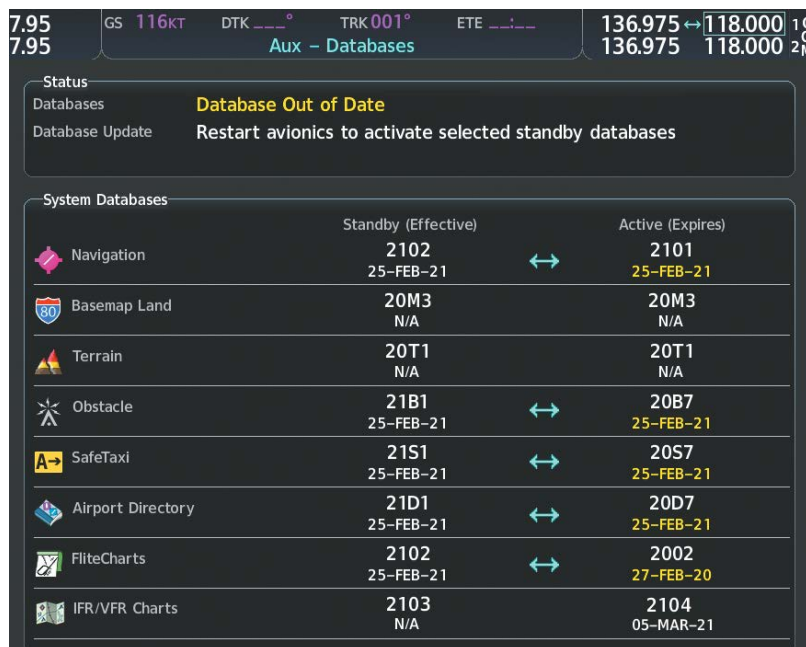 7.95 GS 116KT DTK ___° TRK 001° ETE __:__ 136.975 ↔ 118.000 1
7.95 Aux – Databases 136.975 118.000 2
Status
Databases Database Out of Date
Database Update Restart avionics to activate selected standby databases
System Databases
Standby (Effective) Active (Expires)
Navigation 2102 ↔ 2101
25–FEB–21 25–FEB–21
80 Basemap Land 20M3 20M3
N/A N/A
Terrain 20T1 20T1
N/A N/A
Obstacle 21B1 ↔ 20B7
25–FEB–21 25–FEB–21
A→ SafeTaxi 21S1 ↔ 20S7
25–FEB–21 25–FEB–21
Airport Directory 21D1 ↔ 20D7
25–FEB–21 25–FEB–21
FliteCharts 2102 ↔ 2002
25–FEB–21 27–FEB–20
IFR/VFR Charts 2103 2104
N/A 05–MAR–21